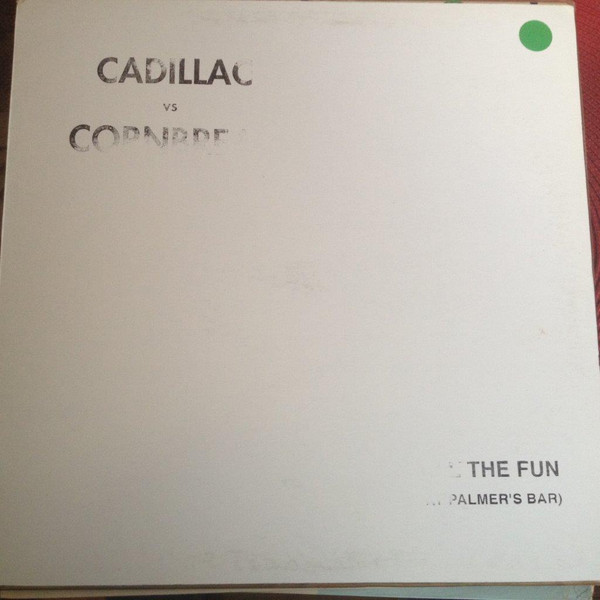 CADILLAC
vs
THE FUN
PALMER'S BAR)